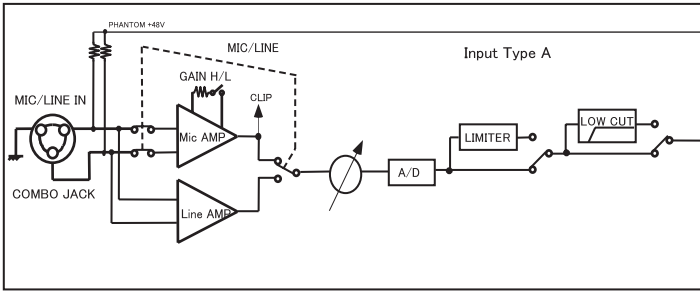 PHANTOM +48V
MIC/LINE
Input Type A
GAIN H/L
MIC/LINE IN
CLIP
Mic AMP
LOW CUT
LIMITER
A/D
COMBO JACK
Line AMP